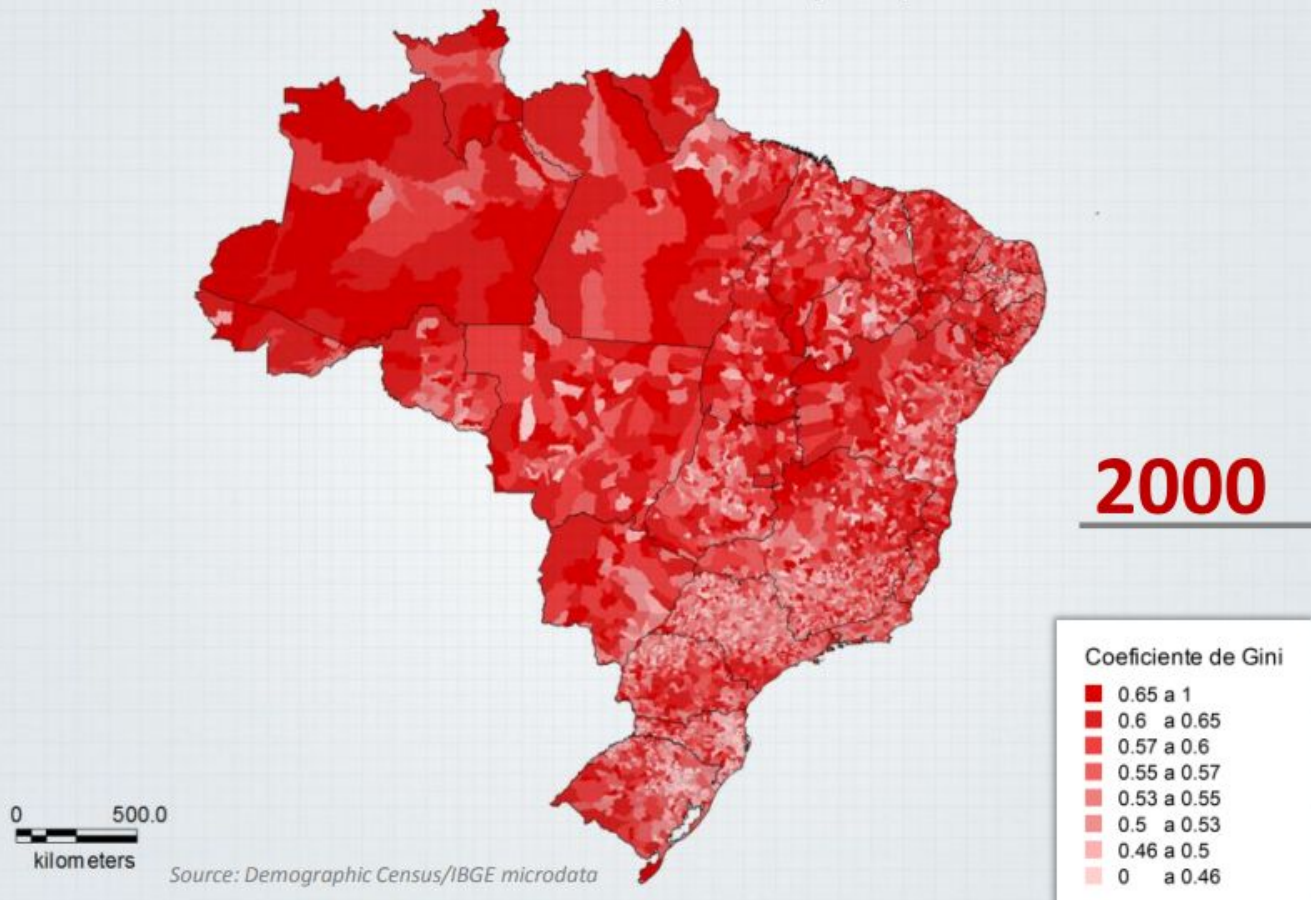 2000
Coeficiente de Gini
0.65 a 1
0.6 a 0.65
0.57 a 0.6
0.55 a 0.57
0.53 a 0.55
0.5 a 0.53
0.46 a 0.5
0 a 0.46
0 500.0
kilometers
Source: Demographic Census/IBGE microdata